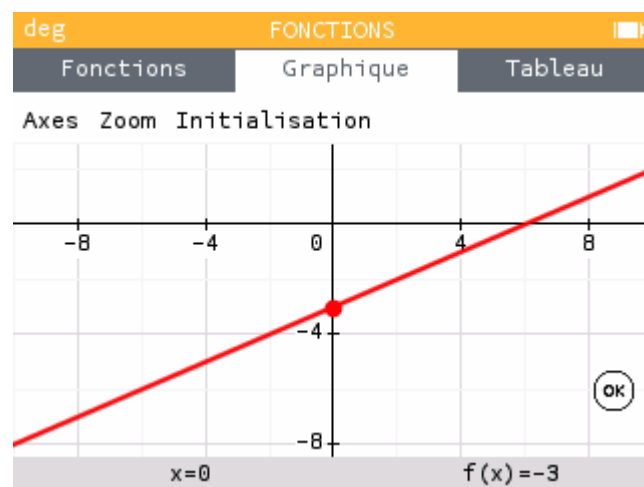 deg FONCTIONS
Fonctions Graphique Tableau
Axes Zoom Initialisation
-8 -4 0 4 8
-4
OK
-8
x=0 f(x)=-3